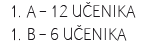 1. A – 12 UČENIKA
1. B – 6 UČENIKA